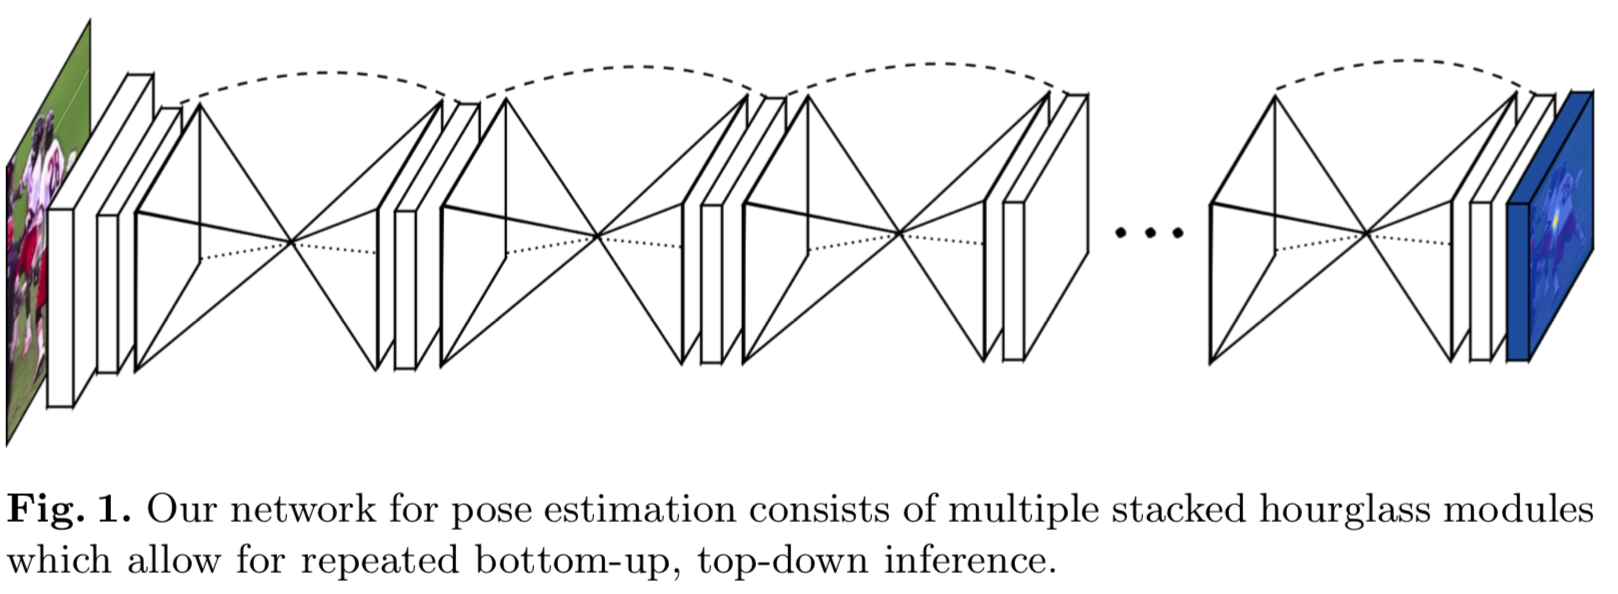 Fig. 1. Our network for pose estimation consists of multiple stacked hourglass modules
which allow for repeated bottom-up, top-down inference.